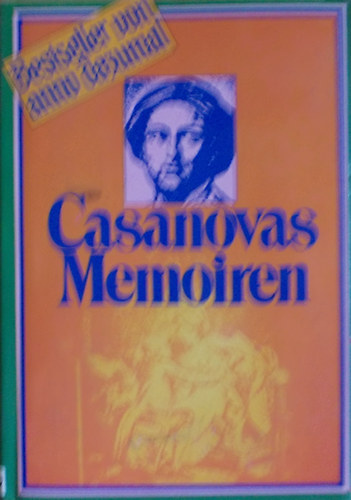 Bestseller von
anno dazumal
Casanovas
Memoiren